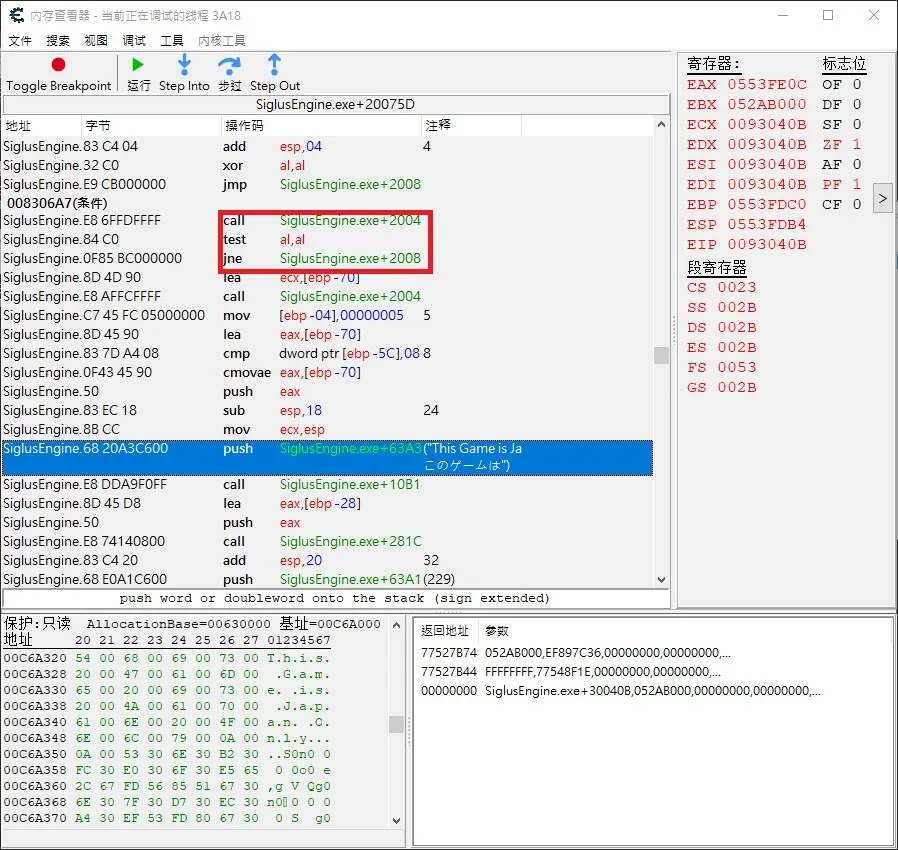 内存查看器 - 当前正在调试的线程 3A18
文件 搜索 视图 调试 工具 内核工具
Toggle Breakpoint 运行 Step Into 步过 Step Out
SiglusEngine.exe+20075D
地址 字节 操作码 注释
SiglusEngine.83 C4 04 add esp,04 4
SiglusEngine.32 C0 xor al,al
SiglusEngine.E9 CB000000 jmp SiglusEngine.exe+2008
008306A7(条件)
SiglusEngine.E8 6FFDFFFF call SiglusEngine.exe+2004
SiglusEngine.84 C0 test al,al
SiglusEngine.0F85 BC000000 jne SiglusEngine.exe+2008
SiglusEngine.8D 4D 90 lea ecx,[ebp -70]
SiglusEngine.E8 AFFCFFFF call SiglusEngine.exe+2004
SiglusEngine.C7 45 FC 05000000 mov [ebp -04],00000005 5
SiglusEngine.8D 45 90 lea eax,[ebp -70]
SiglusEngine.83 7D A4 08 cmp dword ptr [ebp -5C],08 8
SiglusEngine.0F43 45 90 cmovae eax,[ebp -70]
SiglusEngine.50 push eax
SiglusEngine.83 EC 18 sub esp,18 24
SiglusEngine.8B CC mov ecx,esp
SiglusEngine.68 20A3C600 push SiglusEngine.exe+63A3 ("This Game is Ja
このゲームは")
SiglusEngine.E8 DDA9F0FF call SiglusEngine.exe+10B1
SiglusEngine.8D 45 D8 lea eax,[ebp -28]
SiglusEngine.50 push eax
SiglusEngine.E8 74140800 call SiglusEngine.exe+281C
SiglusEngine.83 C4 20 add esp,20 32
SiglusEngine.68 E0A1C600 push SiglusEngine.exe+63A1 (229)
push word or doubleword onto the stack (sign extended)
寄存器: 标志位
EAX 0553FE0C OF 0
EBX 052AB000 DF 0
ECX 0093040B SF 0
EDX 0093040B ZF 1
ESI 0093040B AF 0
EDI 0093040B PF 1
EBP 0553FDC0 CF 0
ESP 0553FDB4
EIP 0093040B
>
段寄存器
CS 0023
SS 002B
DS 002B
ES 002B
FS 0053
GS 002B
保护:只读 AllocationBase=00630000 基址=00C6A000
地址 20 21 22 23 24 25 26 27 01234567
00C6A320 54 00 68 00 69 00 73 00 T.h.i.s.
00C6A328 20 00 47 00 61 00 6D 00 .G.a.m.
00C6A330 65 00 20 00 69 00 73 00 e. .i.s.
00C6A338 20 00 4A 00 61 00 70 00 .J.a.p.
00C6A340 61 00 6E 00 20 00 4F 00 a.n. .O.
00C6A348 6E 00 6C 00 79 00 0A 00 n.l.y...
00C6A350 0A 00 53 30 6E 30 B2 30 ..S0n0 0
00C6A358 FC 30 E0 30 6F 30 E5 65 0 0o0 e
00C6A360 2C 67 FD 56 85 51 67 30 ,g V Qg0
00C6A368 6E 30 7F 30 D7 30 EC 30 n0 0 0 0
00C6A370 A4 30 EF 53 FD 80 67 30 0 S g0
返回地址 参数
77527B74 052AB000,EF897C36,00000000,00000000,...
77527B44 FFFFFFFF,77548F1E,00000000,00000000,...
00000000 SiglusEngine.exe+30040B,052AB000,00000000,00000000,...